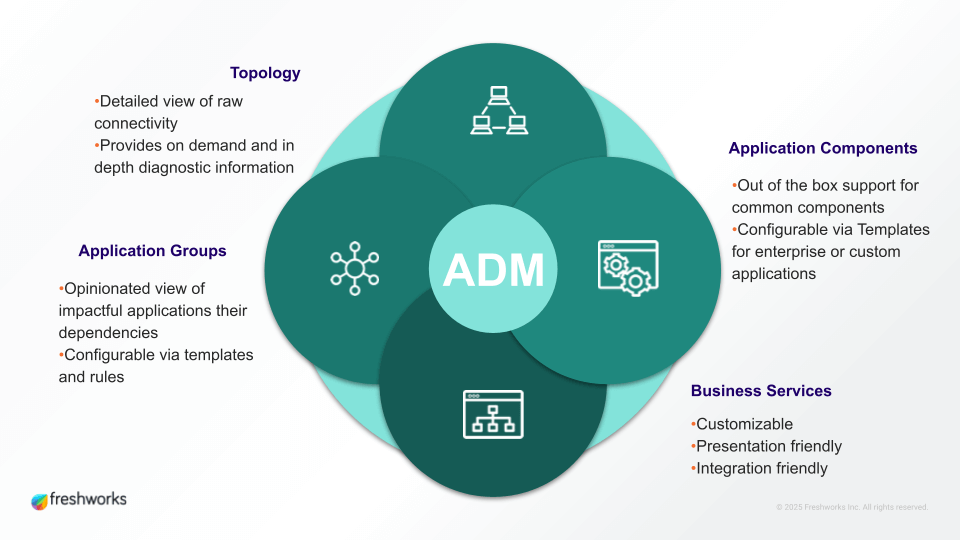 Topology
•Detailed view of raw
connectivity
•Provides on demand and in
depth diagnostic information
Application Groups
•Opinionated view of
impactful applications their
dependencies
•Configurable via templates
and rules
ADM
Application Components
•Out of the box support for
common components
•Configurable via Templates
for enterprise or custom
applications
Business Services
•Customizable
•Presentation friendly
•Integration friendly
freshworks
© 2025 Freshworks Inc. All rights reserved.